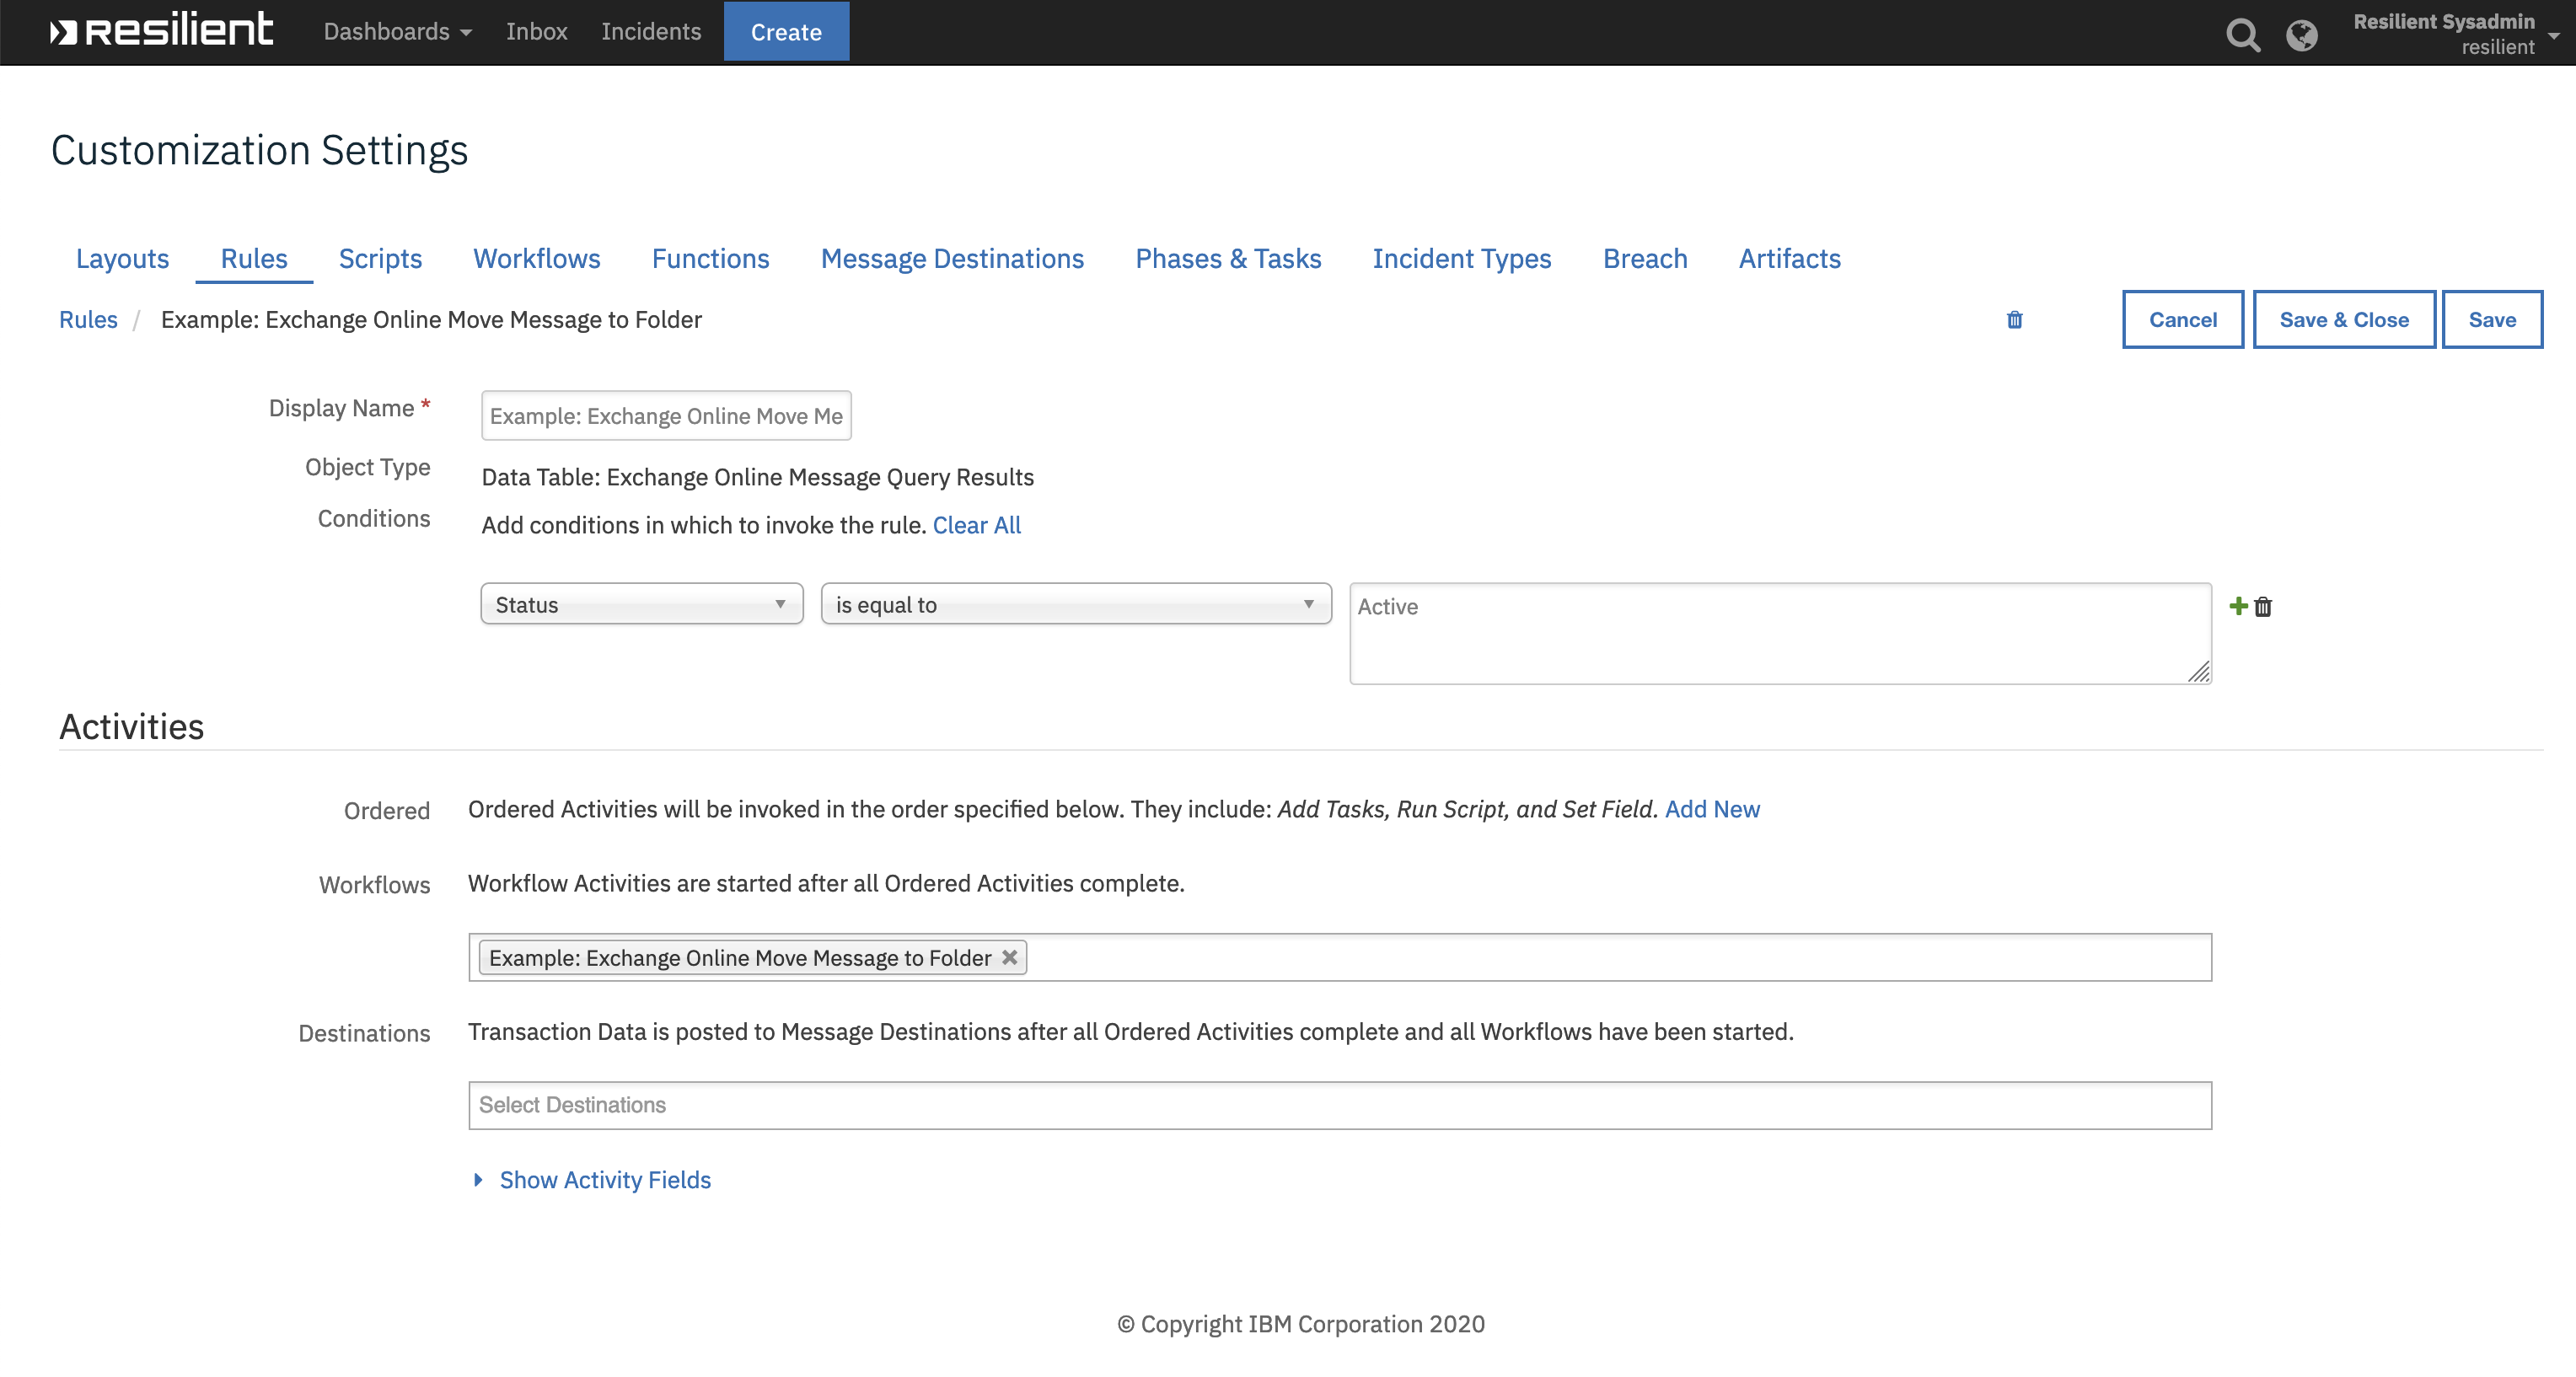 resilient Dashboards Inbox Incidents Create Resilient Sysadmin
resilient
Customization Settings
Layouts Rules Scripts Workflows Functions Message Destinations Phases & Tasks Incident Types Breach Artifacts
Rules / Example: Exchange Online Move Message to Folder Cancel Save & Close Save
Display Name * Example: Exchange Online Move Me
Object Type Data Table: Exchange Online Message Query Results
Conditions Add conditions in which to invoke the rule. Clear All
Status is equal to Active
Activities
Ordered Ordered Activities will be invoked in the order specified below. They include: Add Tasks, Run Script, and Set Field. Add New
Workflows Workflow Activities are started after all Ordered Activities complete.
Example: Exchange Online Move Message to Folder
Destinations Transaction Data is posted to Message Destinations after all Ordered Activities complete and all Workflows have been started.
Select Destinations
Show Activity Fields
© Copyright IBM Corporation 2020